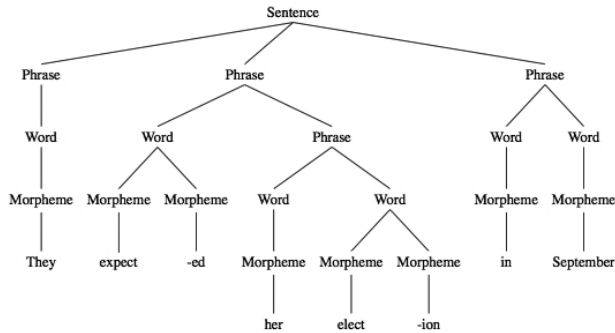 Sentence
Phrase Phrase Phrase
Word Word Phrase Word Word
Morpheme Morpheme Morpheme Word Word Morpheme Morpheme
They expect -ed Morpheme Morpheme Morpheme in September
her elect -ion